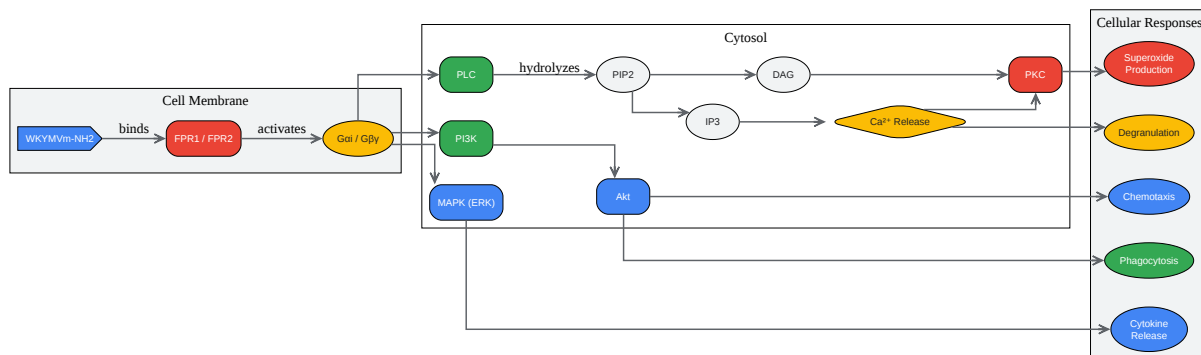 Cellular Responses
Cytosol
Superoxide
Production
PLC
hydrolyzes
PIP2
DAG
PKC
Cell Membrane
IP3
Ca²⁺ Release
WKYMVm-NH2
binds
FPR1 / FPR2
activates
Gαi / Gβγ
PI3K
Degranulation
MAPK (ERK)
Akt
Chemotaxis
Phagocytosis
Cytokine
Release